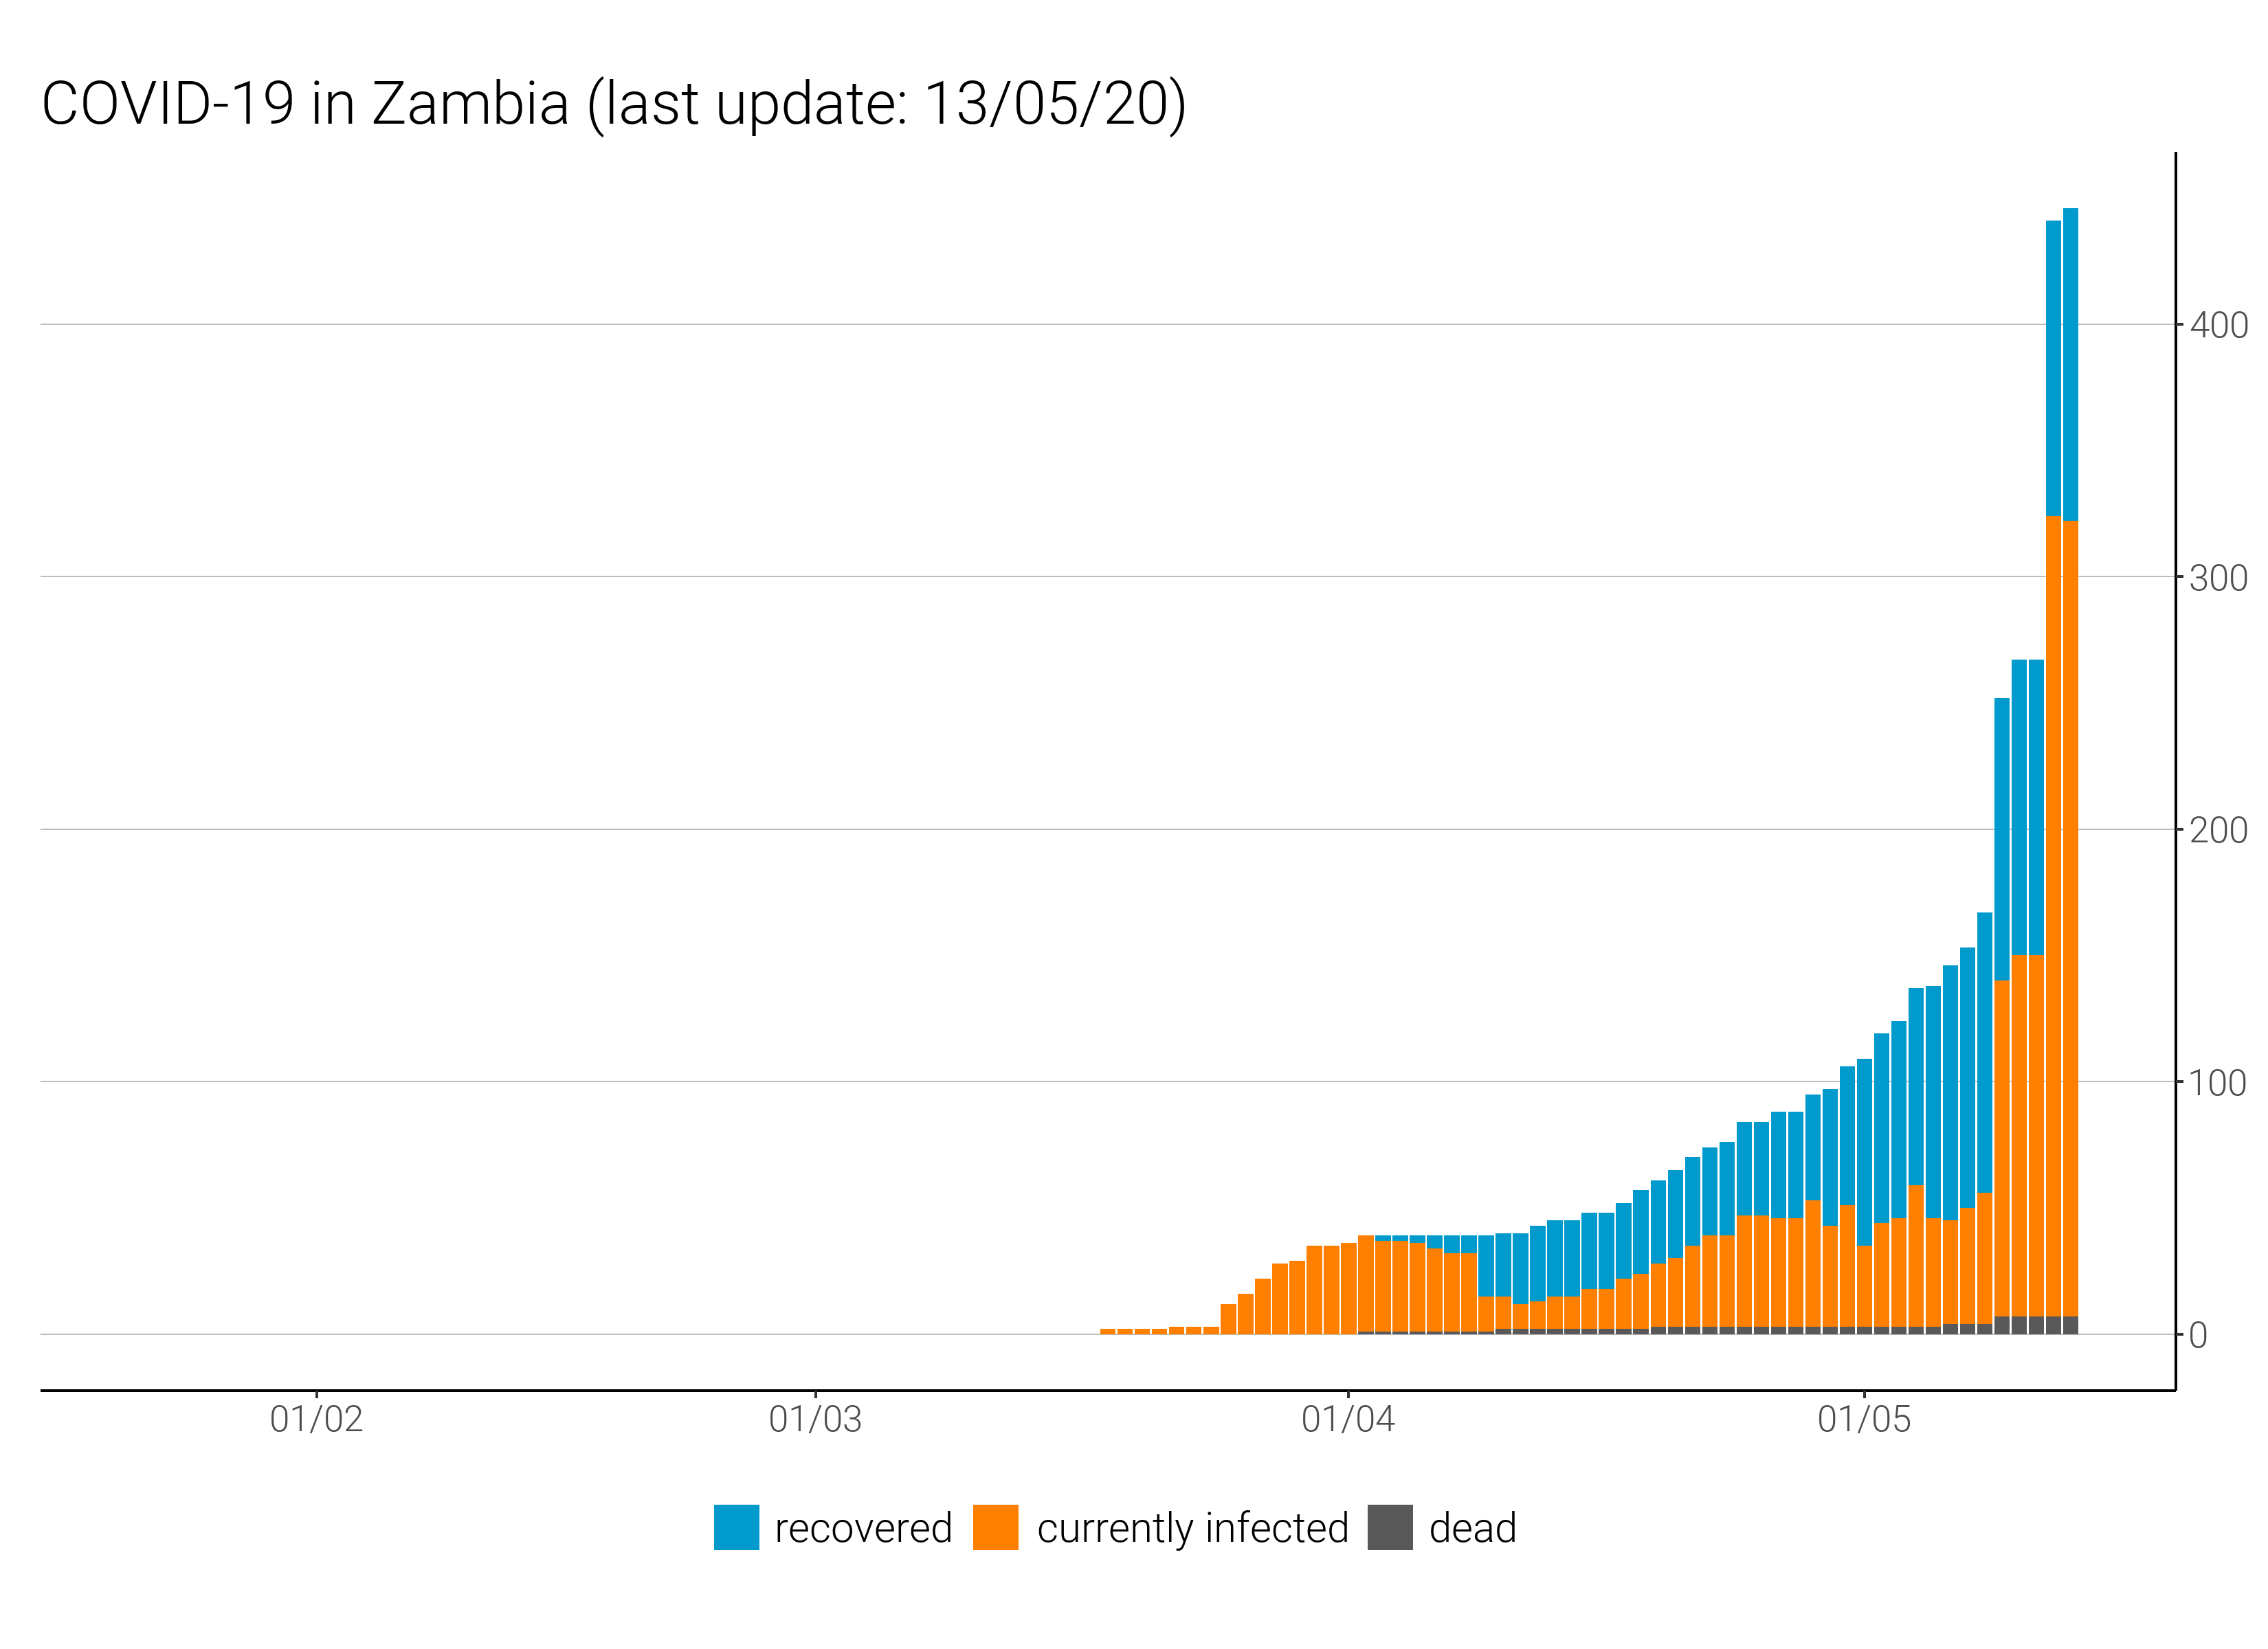 COVID-19 in Zambia (last update: 13/05/20)
400
300
200
100
0
01/02 01/03 01/04 01/05
recovered currently infected dead